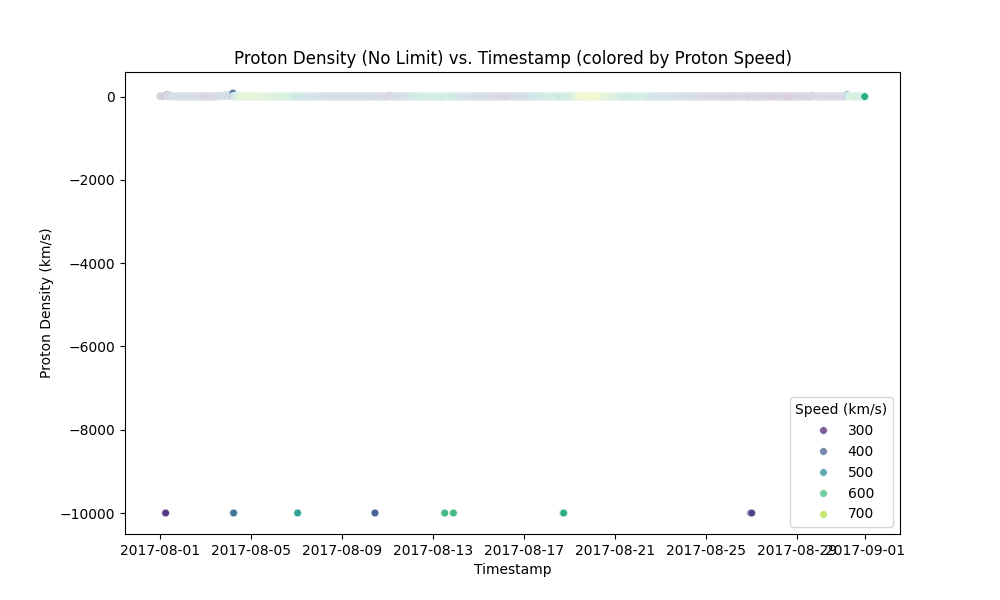 Proton Density (No Limit) vs. Timestamp (colored by Proton Speed)
Proton Density (km/s)
0
−2000
−4000
−6000
−8000
−10000
Speed (km/s)
300
400
500
600
700
2017-08-01 2017-08-05 2017-08-09 2017-08-13 2017-08-17 2017-08-21 2017-08-25 2017-08-29 2017-09-01
Timestamp